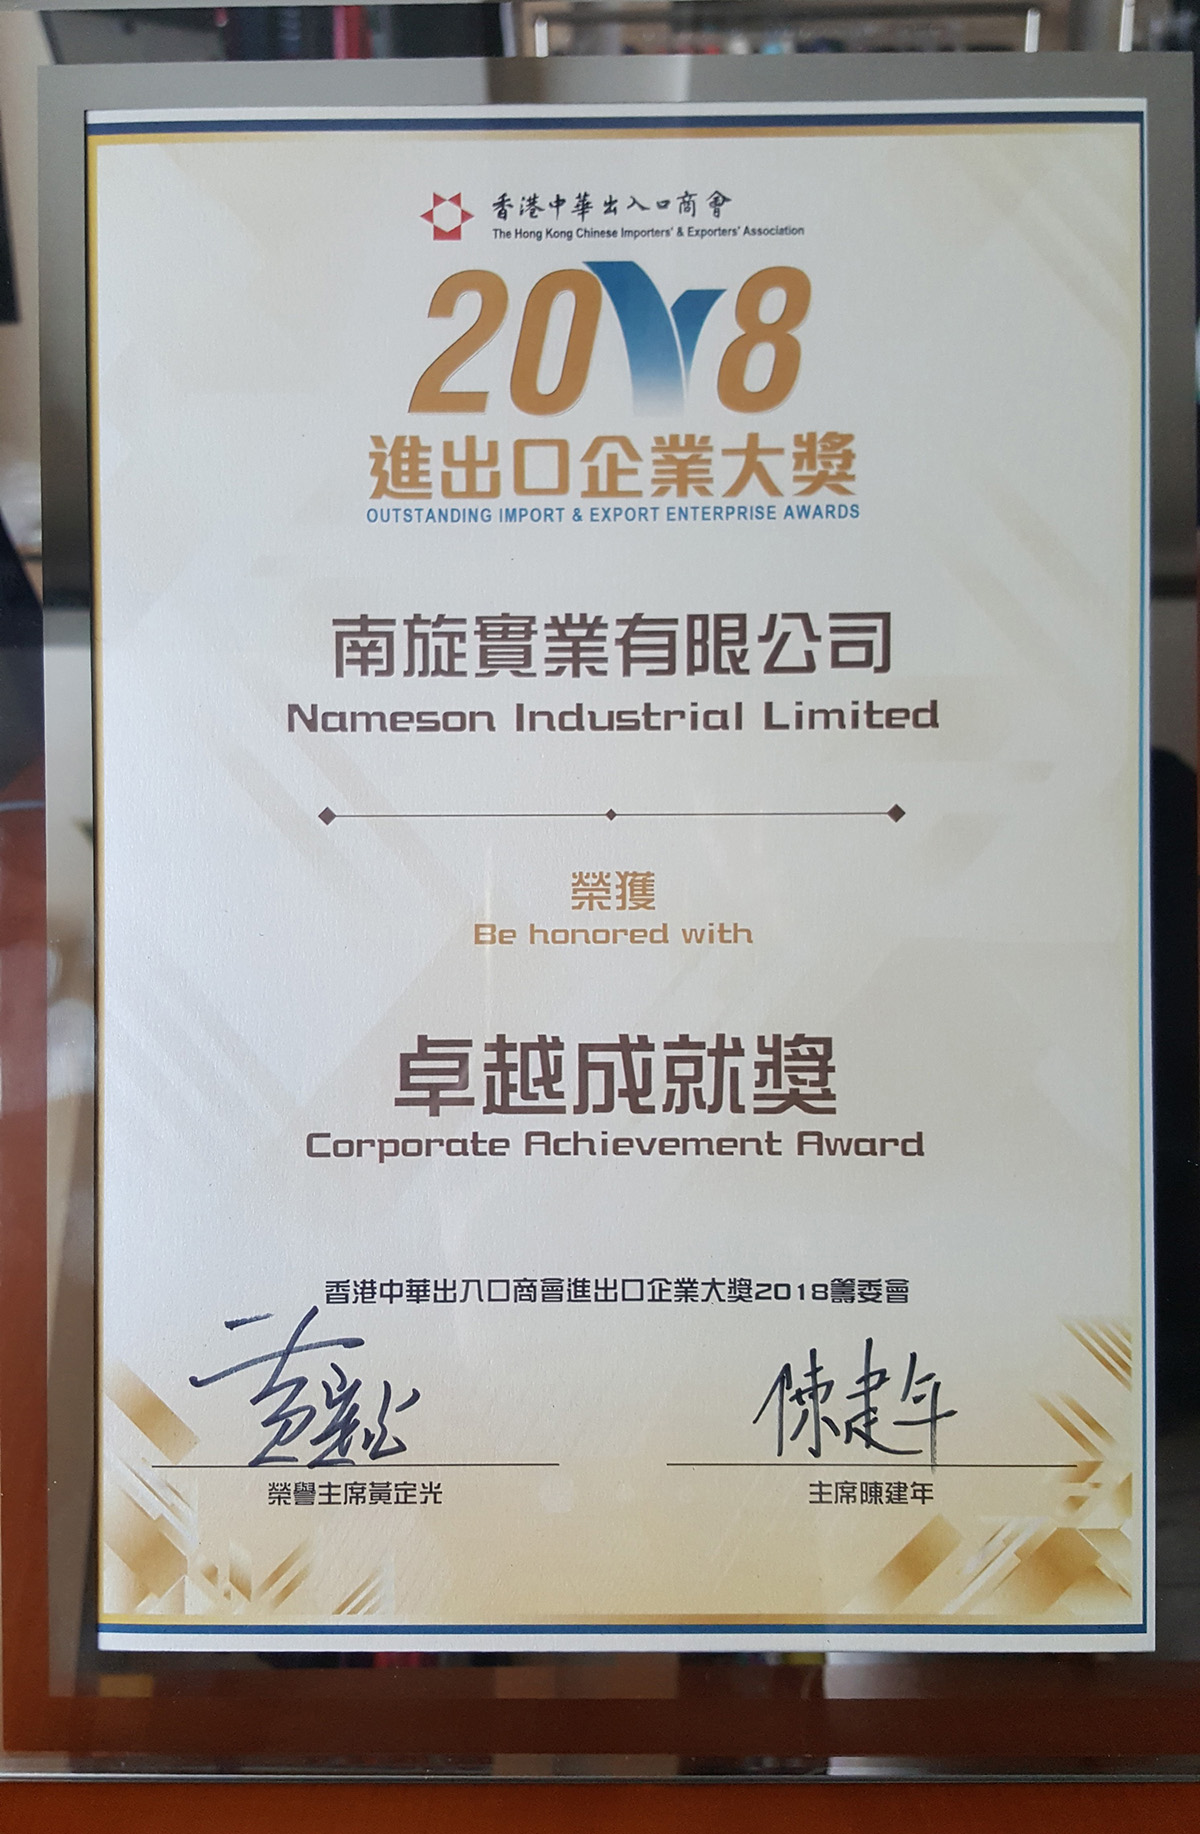 香港中華出入口商會
The Hong Kong Chinese Importers' & Exporters' Association
2018
進出口企業大獎
OUTSTANDING IMPORT & EXPORT ENTERPRISE AWARDS
南旋實業有限公司
Nameson Industrial Limited
榮獲
Be honored with
卓越成就獎
Corporate Achievement Award
香港中華出入口商會進出口企業大獎2018籌委會
陳建年
榮譽主席黃定光
主席陳建年